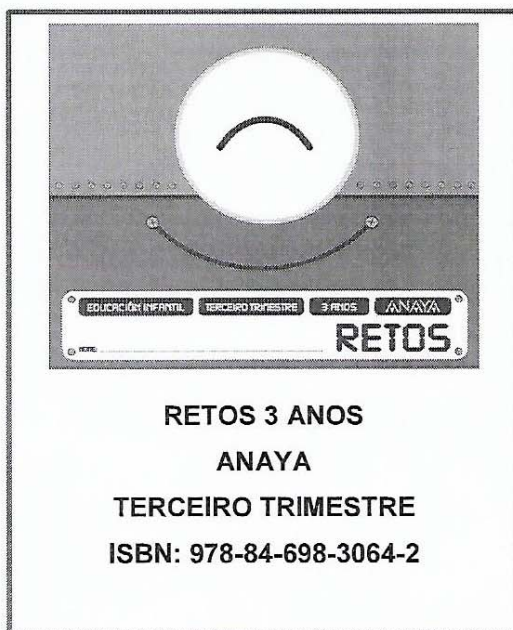 EDUCACIÓN INFANTIL TERCEIRO TRIMESTRE 3 ANOS ANAYA
RETOS
NOME
RETOS 3 ANOS
ANAYA
TERCEIRO TRIMESTRE
ISBN: 978-84-698-3064-2